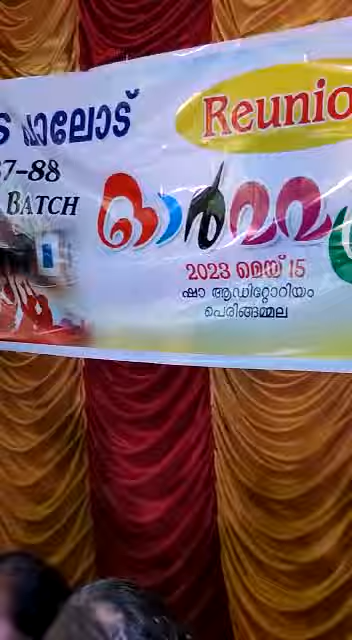 പാലോട്
Reunio
7-88
BATCH
ഓർമ്മ
2023 മെയ് 15
ഷാ ആഡിറ്റോറിയം
പെരിങ്ങമ്മല